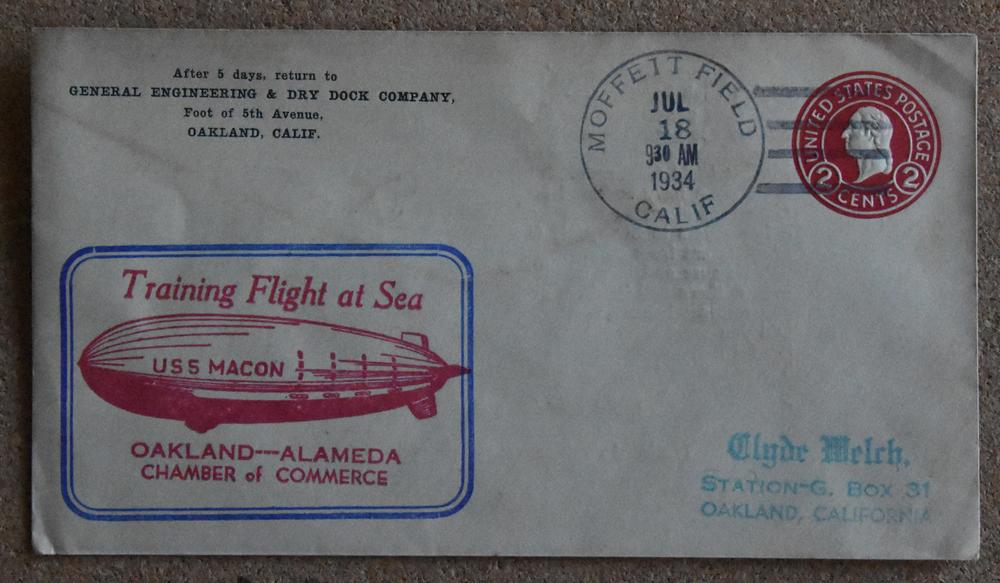 After 5 days, return to
GENERAL ENGINEERING & DRY DOCK COMPANY,
Foot of 5th Avenue,
OAKLAND, CALIF.
MOFFETT FIELD
JUL
18
930 AM
1934
CALIF
UNITED STATES POSTAGE
2 CENTS 2
Training Flight at Sea
USS MACON
OAKLAND---ALAMEDA
CHAMBER of COMMERCE
Clyde Welch.
STATION-G. BOX 31
OAKLAND, CALIFORNIA